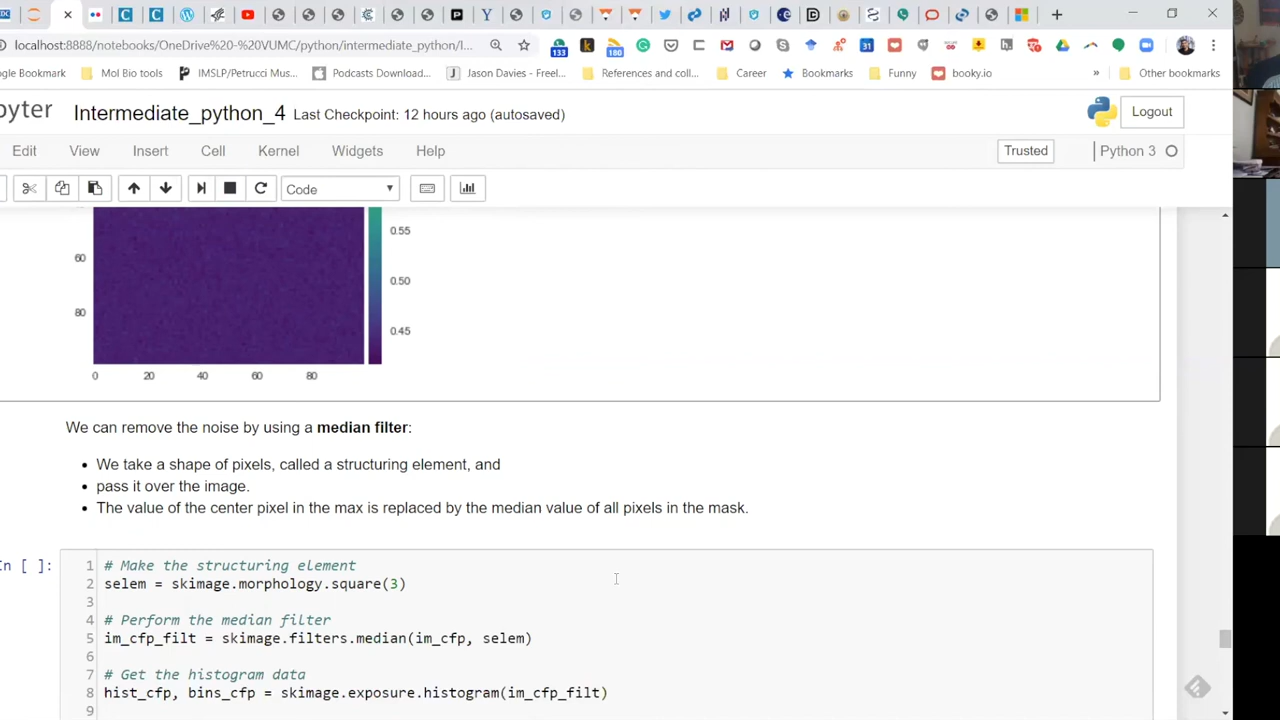 localhost:8888/notebooks/OneDrive%20-%20VUMC/python/intermediate_python/I...
133
180
31
ogle Bookmark
Mol Bio tools
IMSLP/Petrucci Mus...
Podcasts Download...
Jason Davies - Freel...
References and coll...
Career
Bookmarks
Funny
booky.io
»
Other bookmarks
pyter
Intermediate_python_4
Last Checkpoint: 12 hours ago (autosaved)
Logout
Edit
View
Insert
Cell
Kernel
Widgets
Help
Trusted
Python 3
Code
0.55
60
0.50
80
0.45
0 20 40 60 80
We can remove the noise by using a median filter:
• We take a shape of pixels, called a structuring element, and
• pass it over the image.
• The value of the center pixel in the max is replaced by the median value of all pixels in the mask.
In [ ]:
1 # Make the structuring element
2 selem = skimage.morphology.square(3)
3
4 # Perform the median filter
5 im_cfp_filt = skimage.filters.median(im_cfp, selem)
6
7 # Get the histogram data
8 hist_cfp, bins_cfp = skimage.exposure.histogram(im_cfp_filt)
9